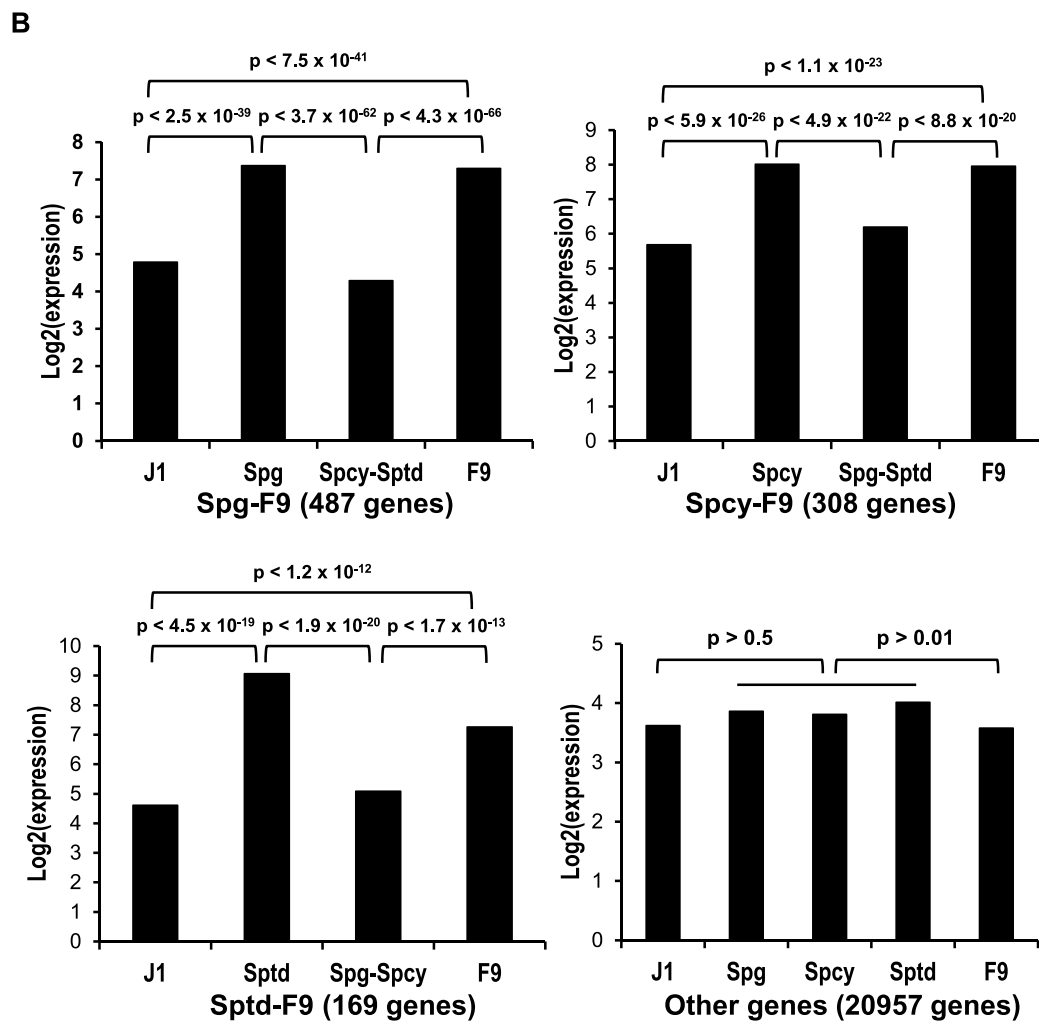 B
p < 7.5 x 10⁻⁴¹
p < 2.5 x 10⁻³⁹ p < 3.7 x 10⁻⁶² p < 4.3 x 10⁻⁶⁶
Log2(expression)
8
7
6
5
4
3
2
1
0
J1 Spg Spcy-Sptd F9
Spg-F9 (487 genes)
p < 1.1 x 10⁻²³
p < 5.9 x 10⁻²⁶ p < 4.9 x 10⁻²² p < 8.8 x 10⁻²⁰
Log2(expression)
9
8
7
6
5
4
3
2
1
0
J1 Spcy Spg-Sptd F9
Spcy-F9 (308 genes)
p < 1.2 x 10⁻¹²
p < 4.5 x 10⁻¹⁹ p < 1.9 x 10⁻²⁰ p < 1.7 x 10⁻¹³
Log2(expression)
10
9
8
7
6
5
4
3
2
1
0
J1 Sptd Spg-Spcy F9
Sptd-F9 (169 genes)
p > 0.5 p > 0.01
Log2(expression)
5
4
3
2
1
0
J1 Spg Spcy Sptd F9
Other genes (20957 genes)